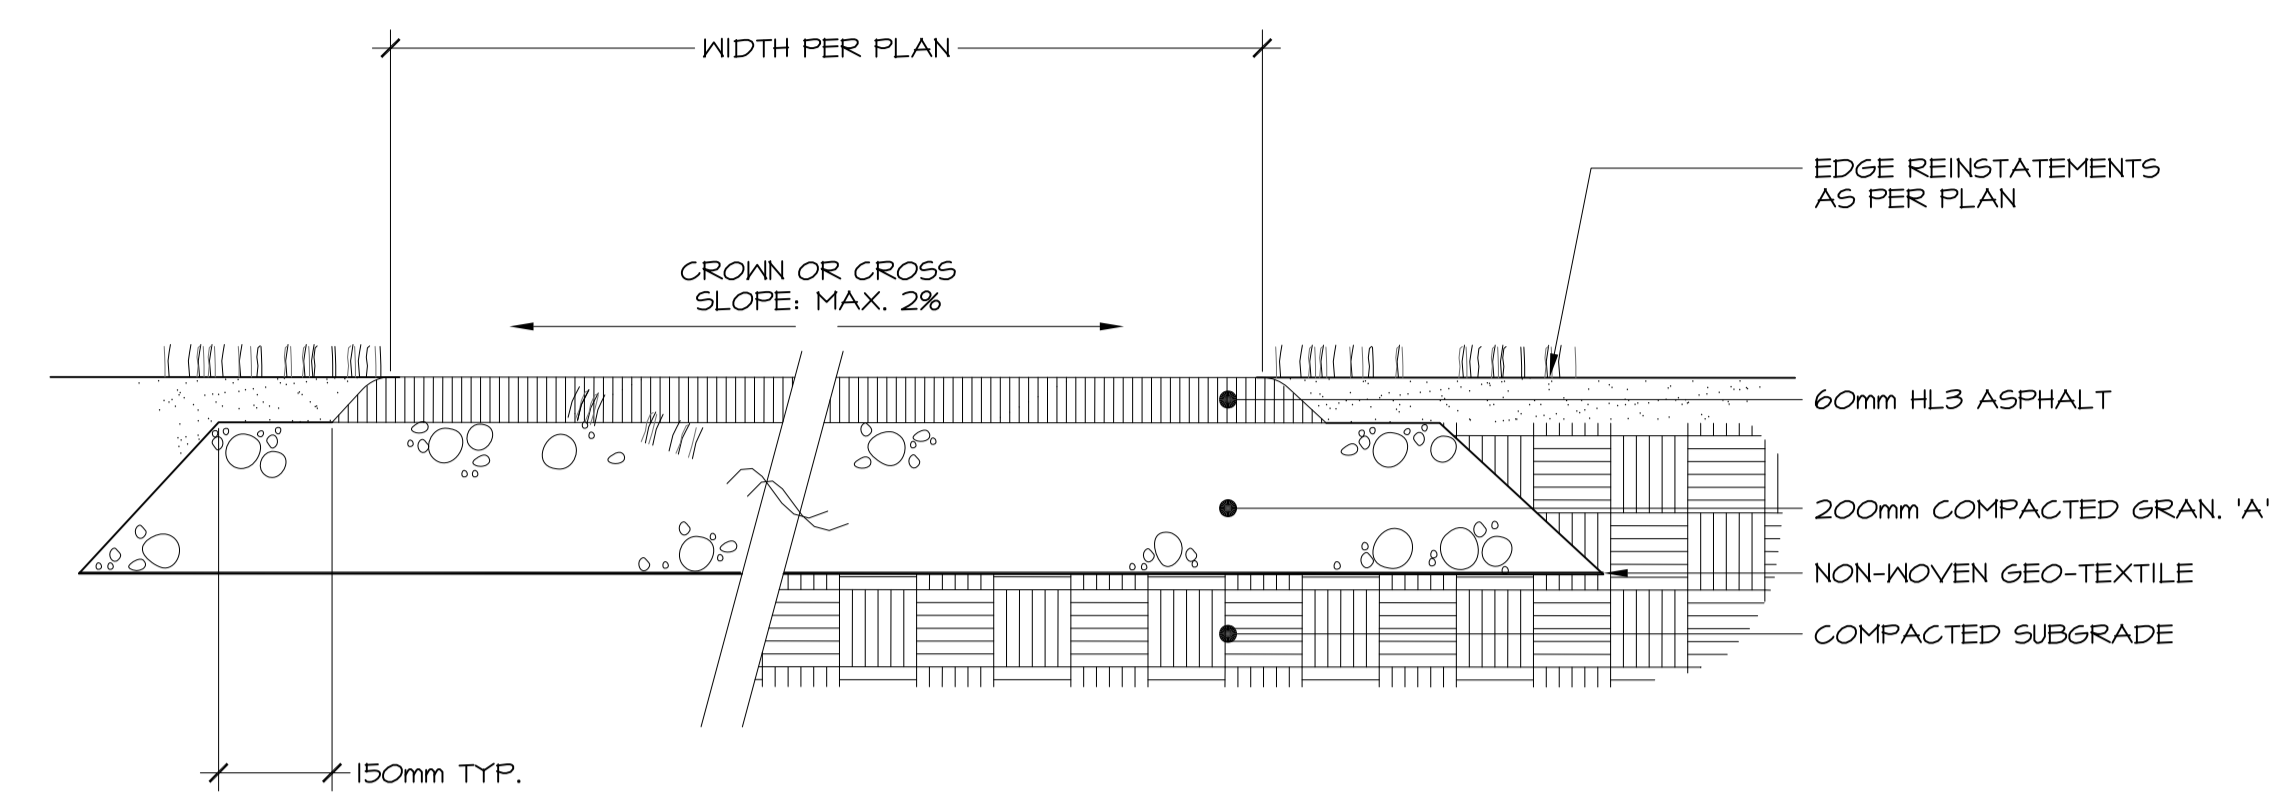 WIDTH PER PLAN
EDGE REINSTATEMENTS
AS PER PLAN
CROWN OR CROSS
SLOPE: MAX. 2%
60mm HL3 ASPHALT
200mm COMPACTED GRAN. 'A'
NON-WOVEN GEO-TEXTILE
COMPACTED SUBGRADE
150mm TYP.